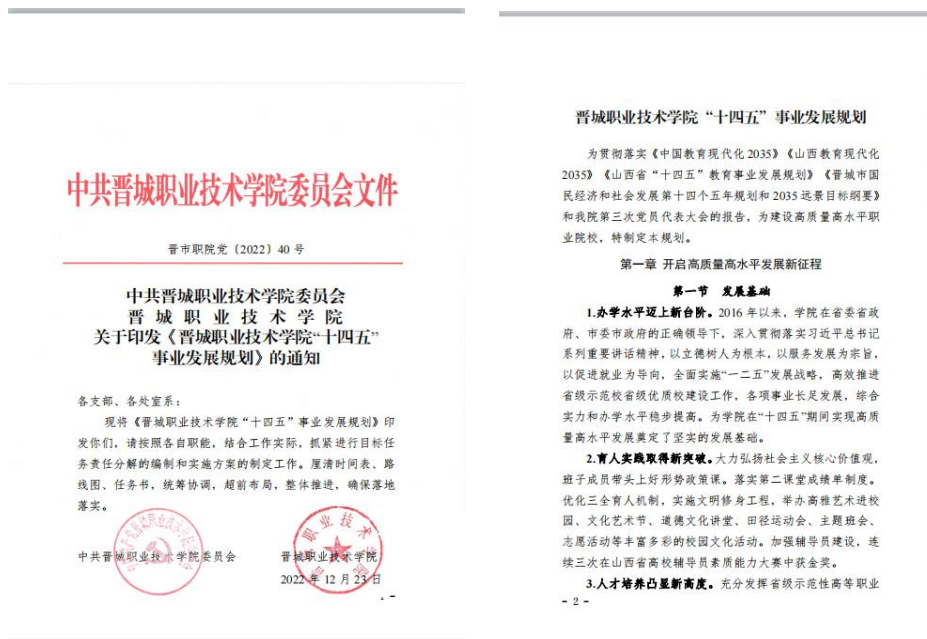 中共晋城职业技术学院委员会文件
晋市职院党〔2022〕40 号
中共晋城职业技术学院委员会
晋城职业技术学院
关于印发《晋城职业技术学院“十四五”
事业发展规划》的通知
各支部、各处室系：
现将《晋城职业技术学院“十四五”事业发展规划》印
发你们，请按照各自职能，结合工作实际，抓紧进行目标任
务责任分解的编制和实施方案的制定工作。厘清时间表、路
线图、任务书，统筹协调，超前布局，整体推进，确保落地
落实。
中共晋城职业技术学院委员会
晋城职业技术学院
2022 年 12 月 23 日
晋城职业技术学院“十四五”事业发展规划
为贯彻落实《中国教育现代化 2035》《山西教育现代化
2035》《山西省“十四五”教育事业发展规划》《晋城市国
民经济和社会发展第十四个五年规划和 2035 远景目标纲要》
和我院第三次党员代表大会的报告，为建设高质量高水平职
业院校，特制定本规划。
第一章 开启高质量高水平发展新征程
第一节 发展基础
1.办学水平迈上新台阶。2016 年以来，学院在省委省政
府、市委市政府的正确领导下，深入贯彻落实习近平总书记
系列重要讲话精神，以立德树人为根本，以服务发展为宗旨，
以促进就业为导向，全面实施“一二五”发展战略，高效推进
省级示范校省级优质校建设工作，各项事业长足发展，综合
实力和办学水平稳步提高。为学院在“十四五”期间实现高质
量高水平发展奠定了坚实的发展基础。
2.育人实践取得新突破。大力弘扬社会主义核心价值观，
班子成员带头上好形势政策课。落实第二课堂成绩单制度。
优化三全育人机制，实施文明修身工程，举办高雅艺术进校
园、文化艺术节、道德文化讲堂、田径运动会、主题班会、
志愿活动等丰富多彩的校园文化活动。加强辅导员建设，连
续三次在山西省高校辅导员素质能力大赛中获金奖。
3.人才培养凸显新高度。充分发挥省级示范性高等职业
- 2 -